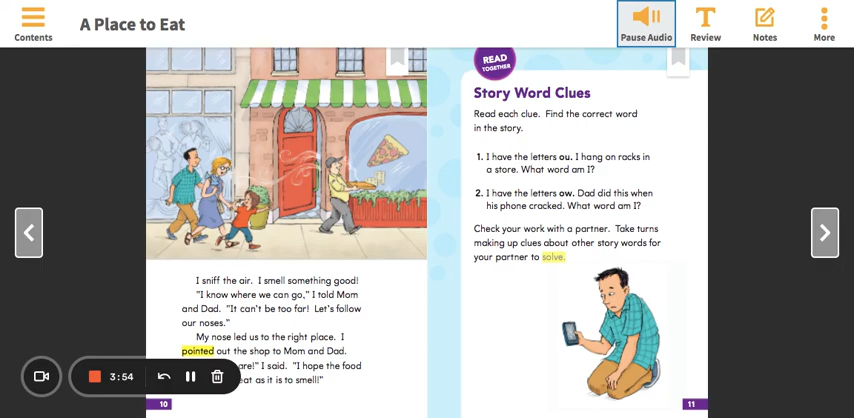 Contents
A Place to Eat
Pause Audio
Review
Notes
More
I sniff the air. I smell something good!
"I know where we can go," I told Mom
and Dad. "It can't be too far! Let's follow
our noses."
My nose led us to the right place. I
pointed out the shop to Mom and Dad.
are!" I said. "I hope the food
eat as it is to smell!"
3:54
10
READ
TOGETHER
Story Word Clues
Read each clue. Find the correct word
in the story.
1. I have the letters ou. I hang on racks in
a store. What word am I?
2. I have the letters ow. Dad did this when
his phone cracked. What word am I?
Check your work with a partner. Take turns
making up clues about other story words for
your partner to solve.
11